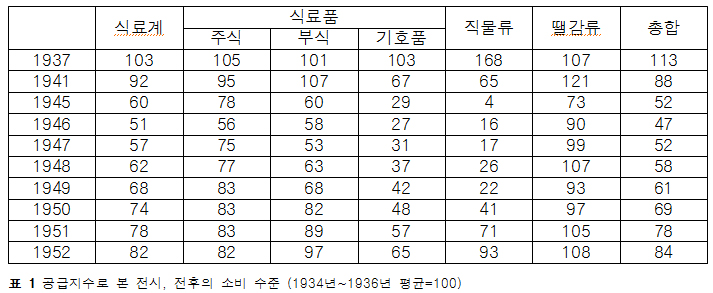 식료계 식료품 직물류 땔감류 총합
주식 부식 기호품
1937 103 105 101 103 168 107 113
1941 92 95 107 67 65 121 88
1945 60 78 60 29 4 73 52
1946 51 56 58 27 16 90 47
1947 57 75 53 31 17 99 52
1948 62 77 63 37 26 107 58
1949 68 83 68 42 22 93 61
1950 74 83 82 48 41 97 69
1951 78 83 89 57 71 105 78
1952 82 82 97 65 93 108 84
표 1 공급지수로 본 전시, 전후의 소비 수준 (1934년~1936년 평균=100)